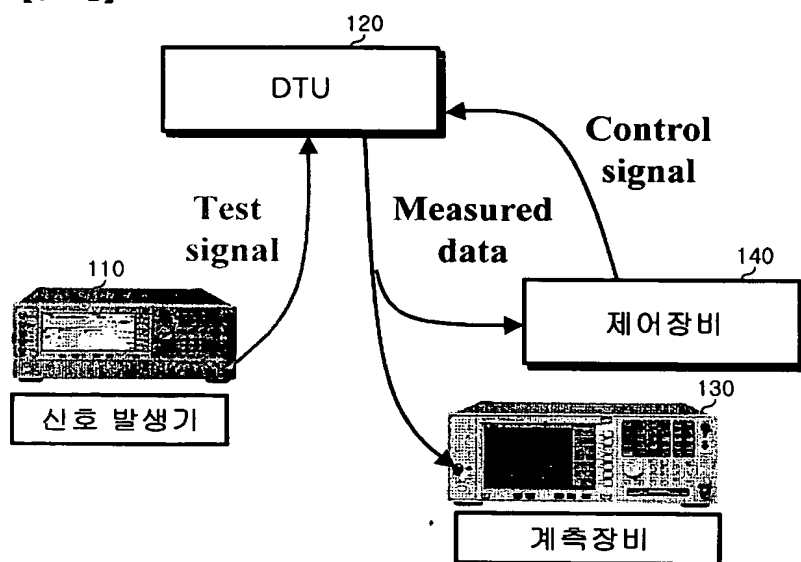 120
DTU
Control
signal
Test
signal
Measured
data
110
140
제어장비
신호 발생기
130
계측장비